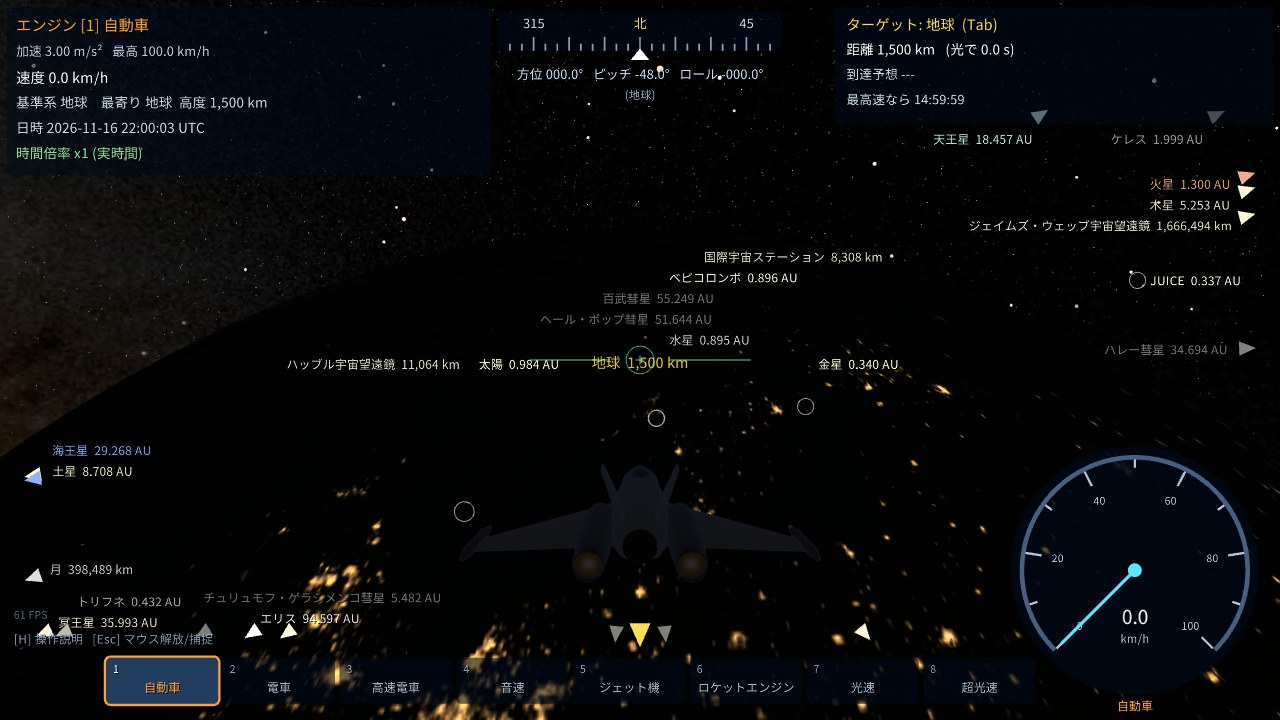 エンジン [1] 自動車
加速 3.00 m/s² 最高 100.0 km/h
速度 0.0 km/h
基準系 地球 最寄り 地球 高度 1,500 km
日時 2026-11-16 22:00:03 UTC
時間倍率 x1 (実時間)
315 北 45
方位 000.0° ピッチ -48.0° ロール -000.0°
(地球)
ターゲット: 地球 (Tab)
距離 1,500 km (光で 0.0 s)
到達予想 ---
最高速なら 14:59:59
天王星 18.457 AU
ケレス 1.999 AU
火星 1.300 AU
木星 5.253 AU
ジェイムズ・ウェッブ宇宙望遠鏡 1,666,494 km
国際宇宙ステーション 8,308 km
ベピコロンボ 0.896 AU
JUICE 0.337 AU
百武彗星 55.249 AU
ヘール・ボップ彗星 51.644 AU
水星 0.895 AU
ハレー彗星 34.694 AU
ハッブル宇宙望遠鏡 11,064 km
太陽 0.984 AU
地球 1,500 km
金星 0.340 AU
海王星 29.268 AU
土星 8.708 AU
月 398,489 km
トリフネ 0.432 AU
チュリュモフ・ゲラシメンコ彗星 5.482 AU
61 FPS
冥王星 35.993 AU
エリス 94.597 AU
[H] 操作説明 [Esc] マウス解放/捕捉
0 20 40 60 80 100
0.0
km/h
自動車
1 自動車
2 電車
3 高速電車
4 音速
5 ジェット機
6 ロケットエンジン
7 光速
8 超光速